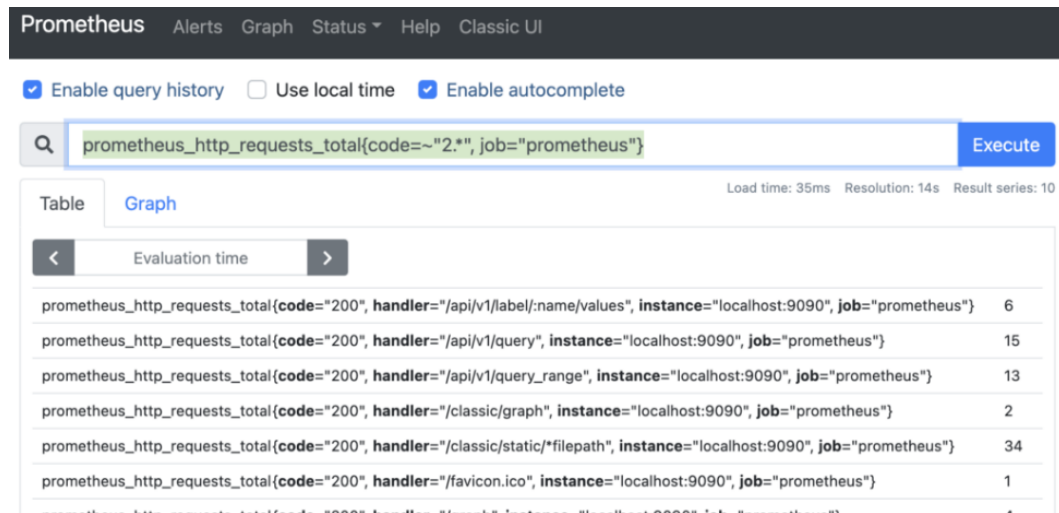 Prometheus Alerts Graph Status Help Classic UI
Enable query history Use local time Enable autocomplete
prometheus_http_requests_total{code=~"2.*", job="prometheus"} Execute
Load time: 35ms Resolution: 14s Result series: 10
Table Graph
Evaluation time
prometheus_http_requests_total{code="200", handler="/api/v1/label/:name/values", instance="localhost:9090", job="prometheus"} 6
prometheus_http_requests_total{code="200", handler="/api/v1/query", instance="localhost:9090", job="prometheus"} 15
prometheus_http_requests_total{code="200", handler="/api/v1/query_range", instance="localhost:9090", job="prometheus"} 13
prometheus_http_requests_total{code="200", handler="/classic/graph", instance="localhost:9090", job="prometheus"} 2
prometheus_http_requests_total{code="200", handler="/classic/static/*filepath", instance="localhost:9090", job="prometheus"} 34
prometheus_http_requests_total{code="200", handler="/favicon.ico", instance="localhost:9090", job="prometheus"} 1